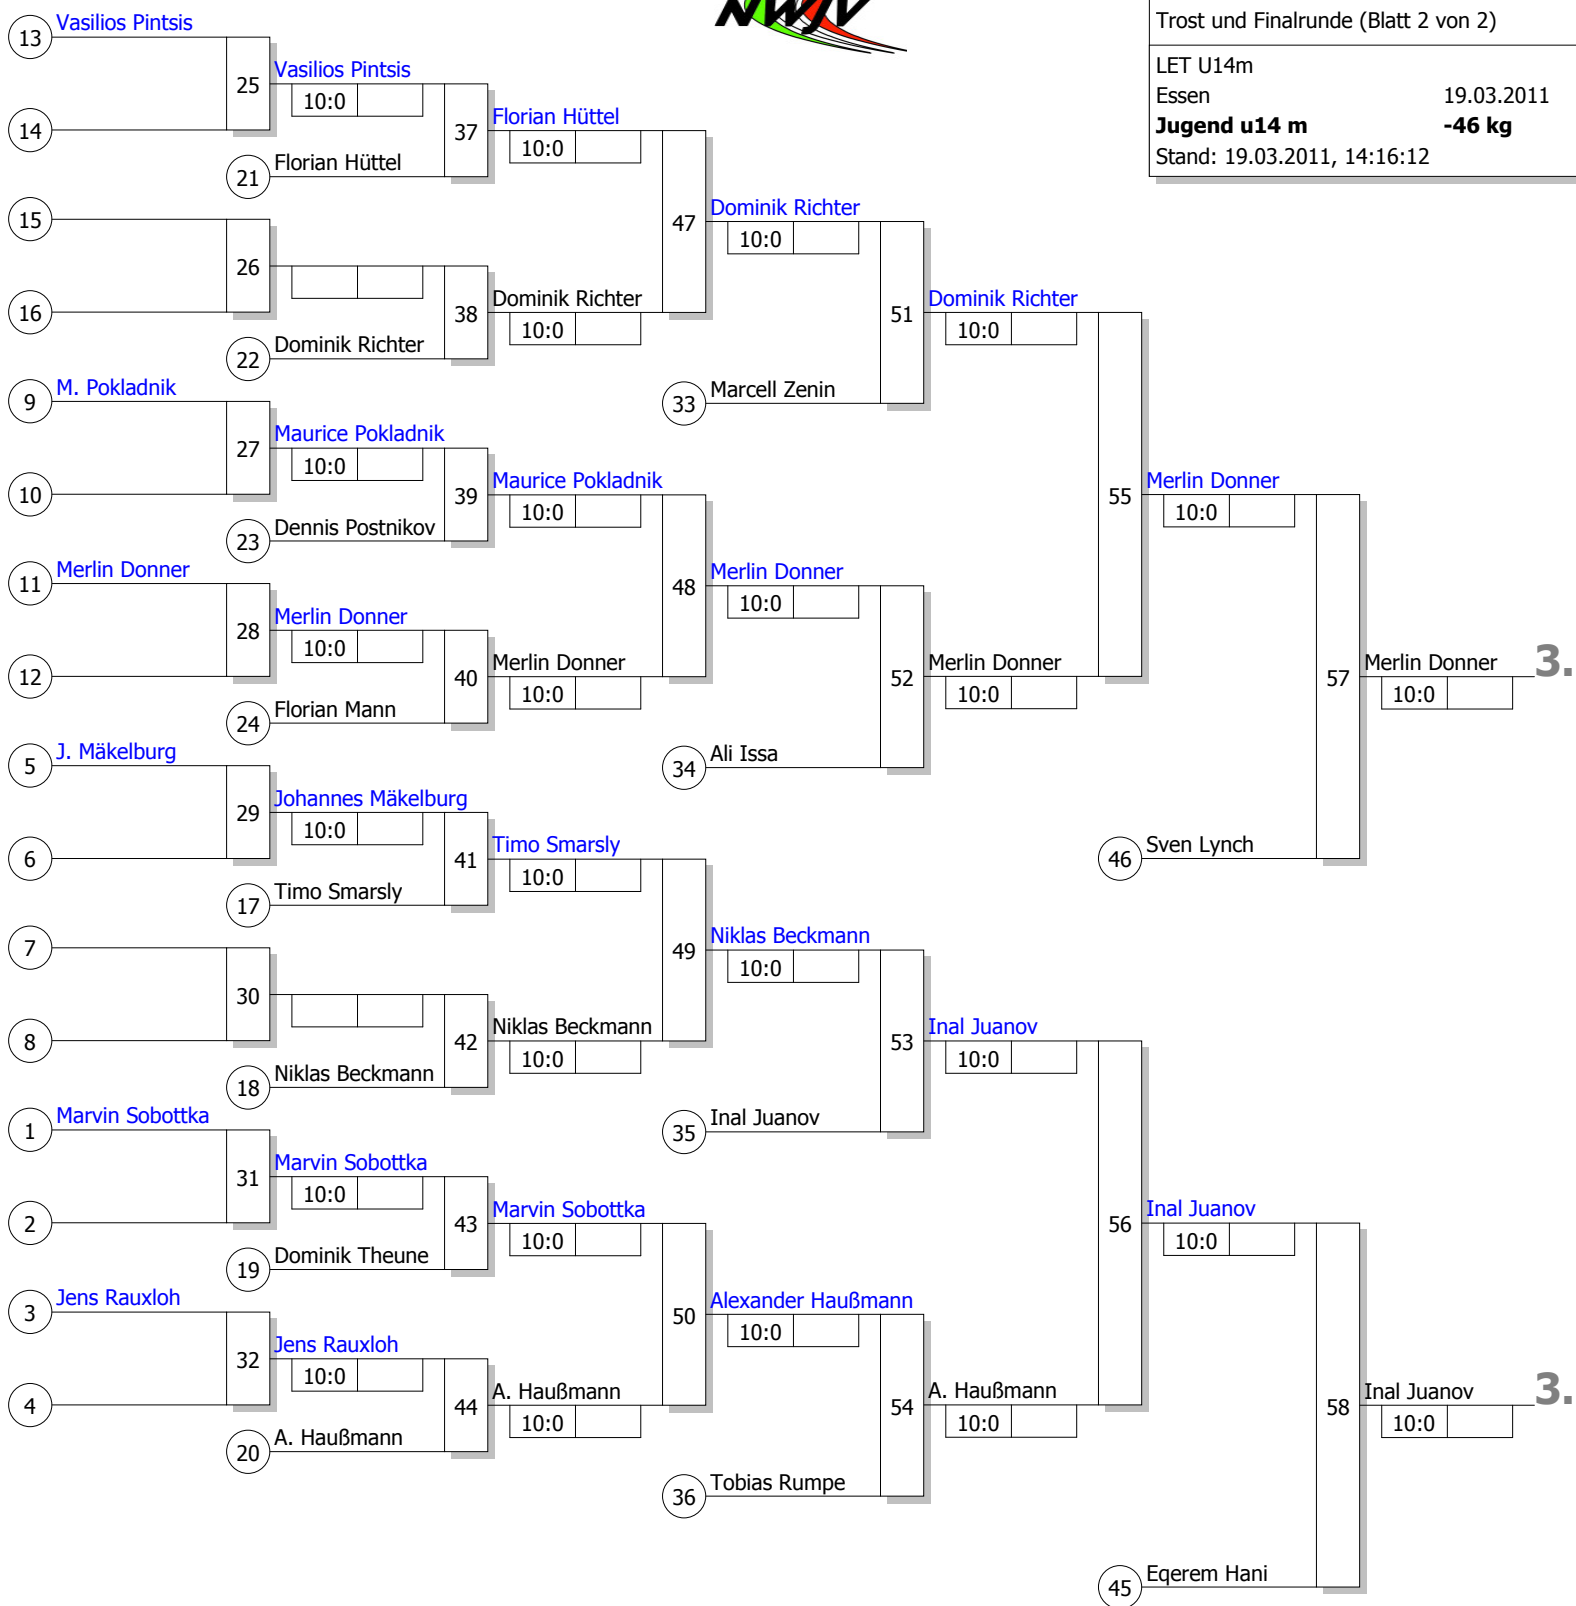 NWJV
Trost und Finalrunde (Blatt 2 von 2)
LET U14m
Essen 19.03.2011
Jugend u14 m -46 kg
Stand: 19.03.2011, 14:16:12
13 Vasilios Pintsis
25 Vasilios Pintsis
10:0
14
37 Florian Hüttel
10:0
21 Florian Hüttel
15
47 Dominik Richter
10:0
26
16
38 Dominik Richter
10:0
22 Dominik Richter
51 Dominik Richter
10:0
33 Marcell Zenin
9 M. Pokladnik
27 Maurice Pokladnik
10:0
10
39 Maurice Pokladnik
10:0
23 Dennis Postnikov
55 Merlin Donner
10:0
11 Merlin Donner
48 Merlin Donner
10:0
28 Merlin Donner
10:0
12
40 Merlin Donner
10:0
24 Florian Mann
52 Merlin Donner
10:0
57 Merlin Donner 3.
10:0
34 Ali Issa
5 J. Mäkelburg
29 Johannes Mäkelburg
10:0
6
41 Timo Smarsly
10:0
17 Timo Smarsly
46 Sven Lynch
7
49 Niklas Beckmann
10:0
30
8
42 Niklas Beckmann
10:0
18 Niklas Beckmann
53 Inal Juanov
10:0
35 Inal Juanov
1 Marvin Sobottka
31 Marvin Sobottka
10:0
2
43 Marvin Sobottka
10:0
19 Dominik Theune
56 Inal Juanov
10:0
3 Jens Rauxloh
50 Alexander Haußmann
10:0
32 Jens Rauxloh
10:0
4
44 A. Haußmann
10:0
20 A. Haußmann
54 A. Haußmann
10:0
58 Inal Juanov 3.
10:0
36 Tobias Rumpe
45 Eqerem Hani